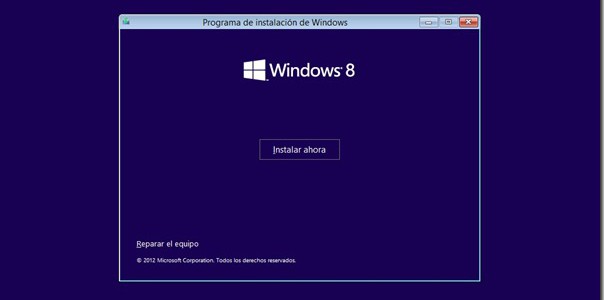 Programa de instalación de Windows
Windows 8
Instalar ahora
Reparar el equipo
© 2012 Microsoft Corporation. Todos los derechos reservados.